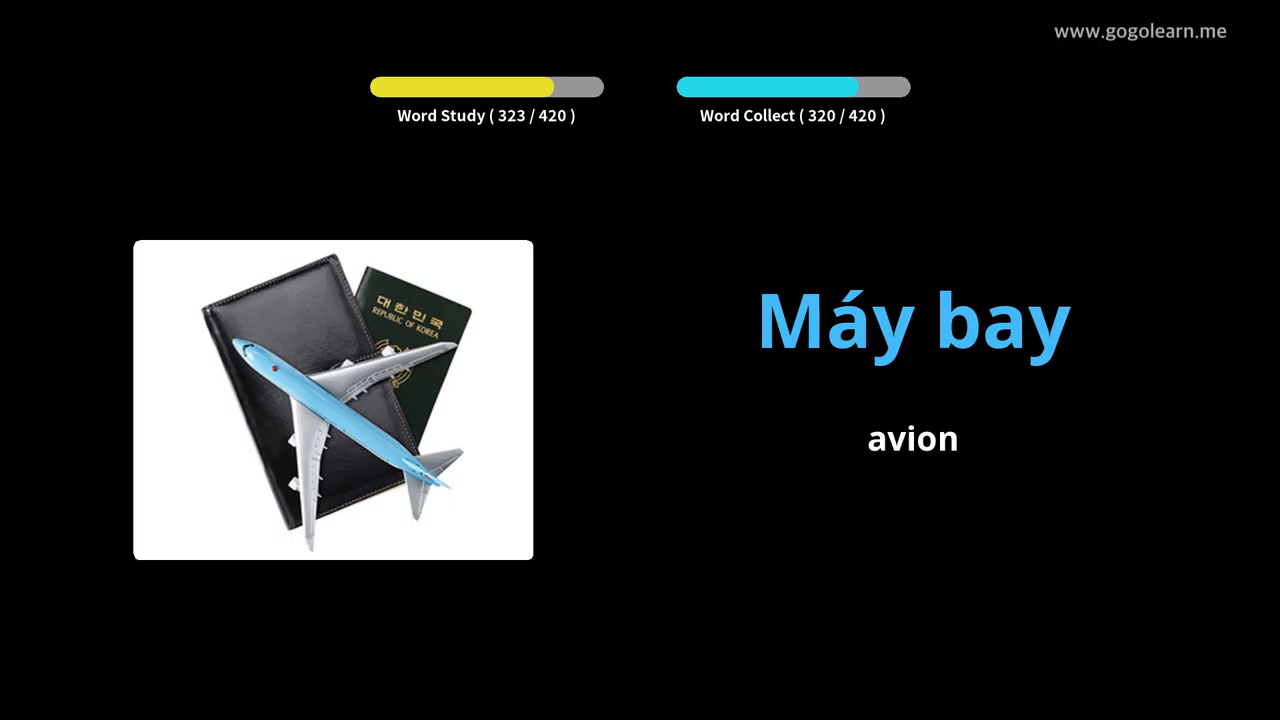 www.gogolearn.me
Word Study ( 323 / 420 )
Word Collect ( 320 / 420 )
대한민국
REPUBLIC OF KOREA
Máy bay
avion